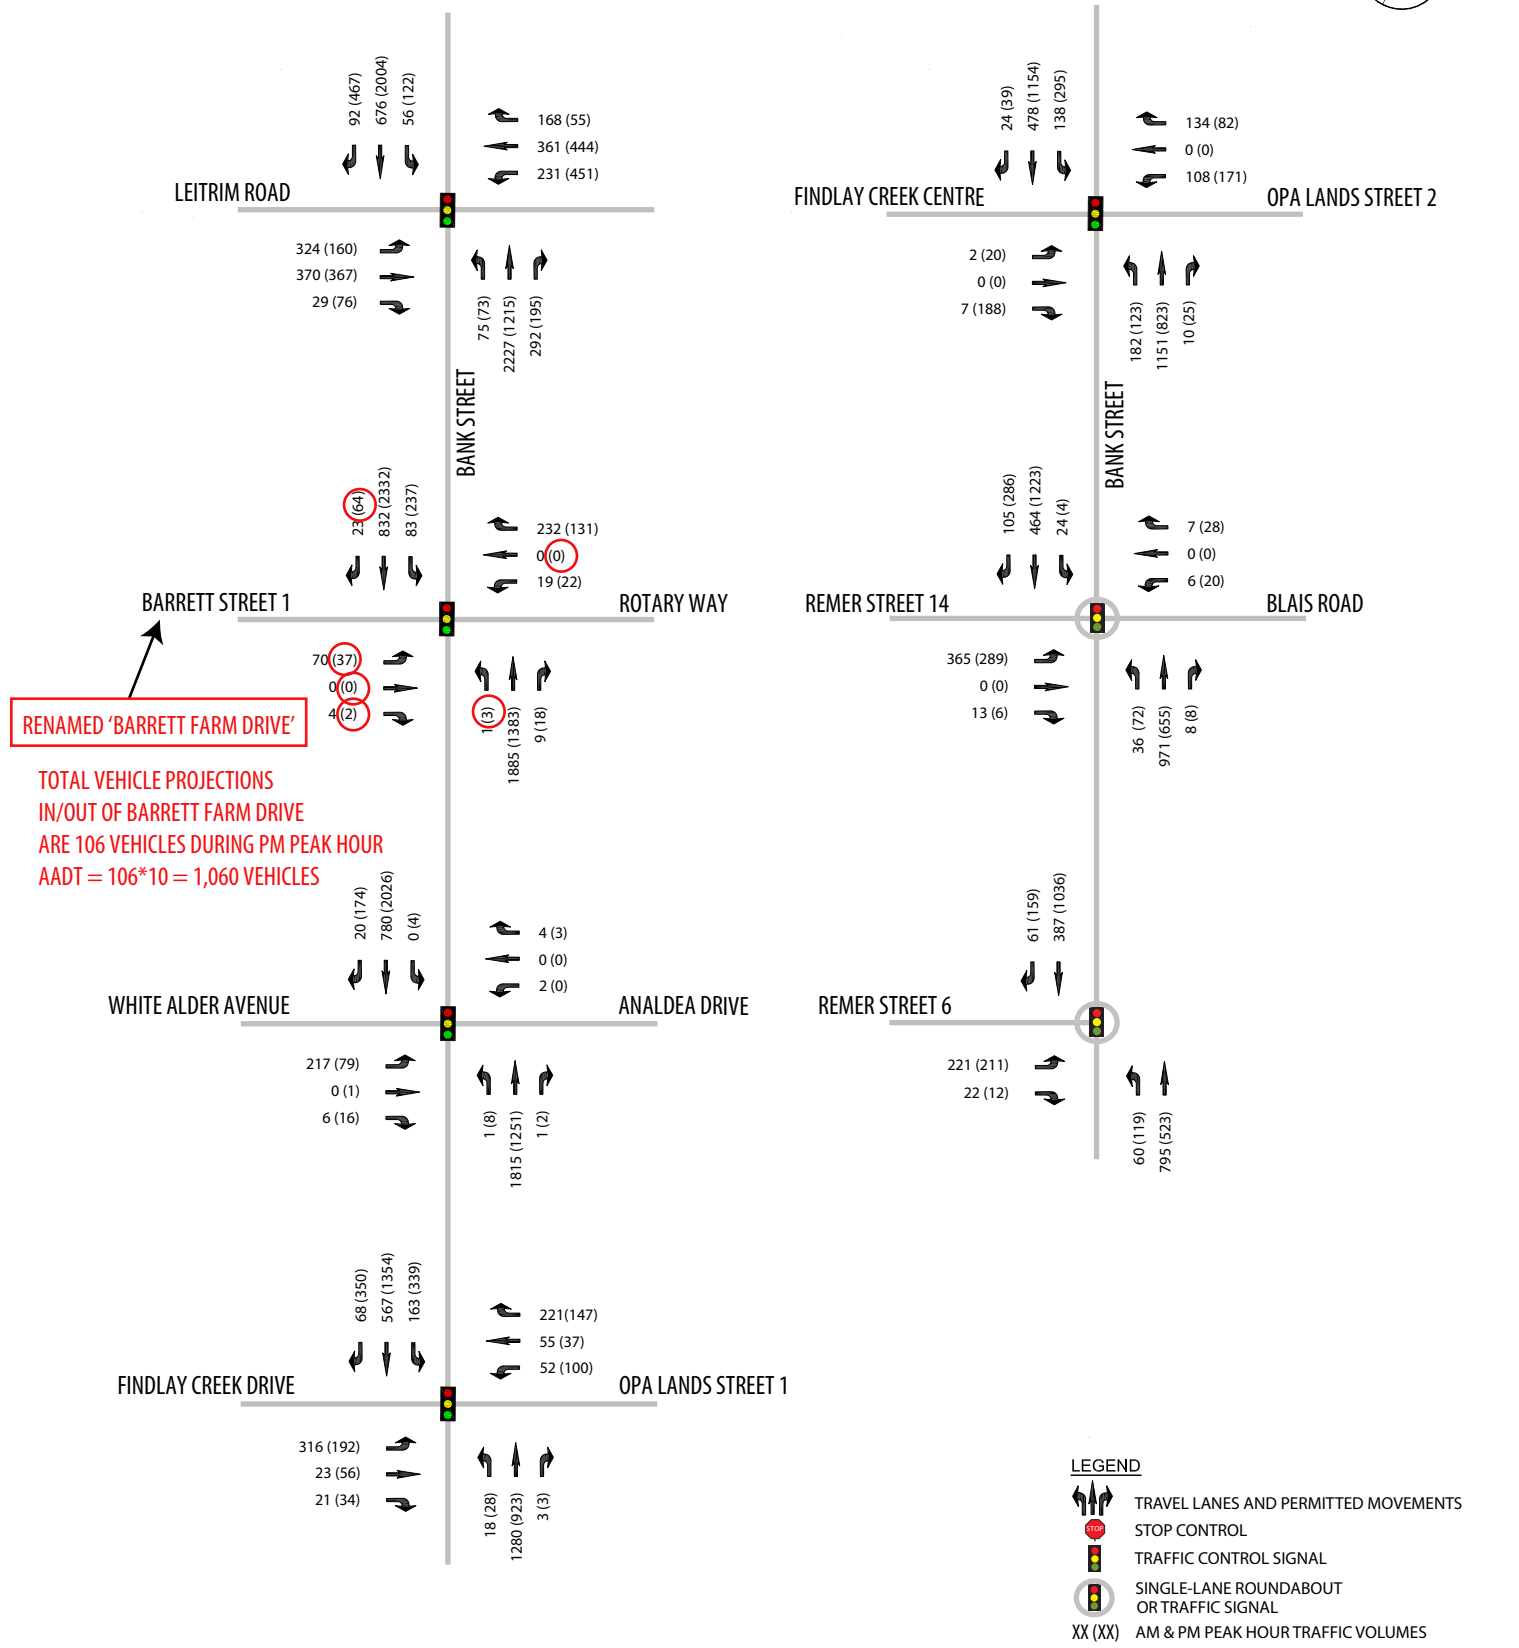 92 (467)
676 (2004)
56 (122)
168 (55)
361 (444)
231 (451)
LEITRIM ROAD
324 (160)
370 (367)
29 (76)
75 (73)
2227 (1215)
292 (195)
BANK STREET
23 (64)
832 (2332)
83 (237)
232 (131)
0 (0)
19 (22)
BARRETT STREET 1
ROTARY WAY
70 (37)
0 (0)
4 (2)
1 (3)
1885 (1383)
9 (18)
RENAMED ‘BARRETT FARM DRIVE’
TOTAL VEHICLE PROJECTIONS
IN/OUT OF BARRETT FARM DRIVE
ARE 106 VEHICLES DURING PM PEAK HOUR
AADT = 106*10 = 1,060 VEHICLES
20 (174)
780 (2026)
0 (4)
4 (3)
0 (0)
2 (0)
WHITE ALDER AVENUE
ANALDEA DRIVE
217 (79)
0 (1)
6 (16)
1 (8)
1815 (1251)
1 (2)
68 (350)
567 (1354)
163 (339)
221(147)
55 (37)
52 (100)
FINDLAY CREEK DRIVE
OPA LANDS STREET 1
316 (192)
23 (56)
21 (34)
18 (28)
1280 (923)
3 (3)
24 (39)
478 (1154)
138 (295)
134 (82)
0 (0)
108 (171)
FINDLAY CREEK CENTRE
OPA LANDS STREET 2
2 (20)
0 (0)
7 (188)
182 (123)
1151 (823)
10 (25)
BANK STREET
105 (286)
464 (1223)
24 (4)
7 (28)
0 (0)
6 (20)
REMER STREET 14
BLAIS ROAD
365 (289)
0 (0)
13 (6)
36 (72)
971 (655)
8 (8)
61 (159)
387 (1036)
REMER STREET 6
221 (211)
22 (12)
60 (119)
795 (523)
LEGEND
TRAVEL LANES AND PERMITTED MOVEMENTS
STOP
STOP CONTROL
TRAFFIC CONTROL SIGNAL
SINGLE-LANE ROUNDABOUT
OR TRAFFIC SIGNAL
XX (XX) AM & PM PEAK HOUR TRAFFIC VOLUMES